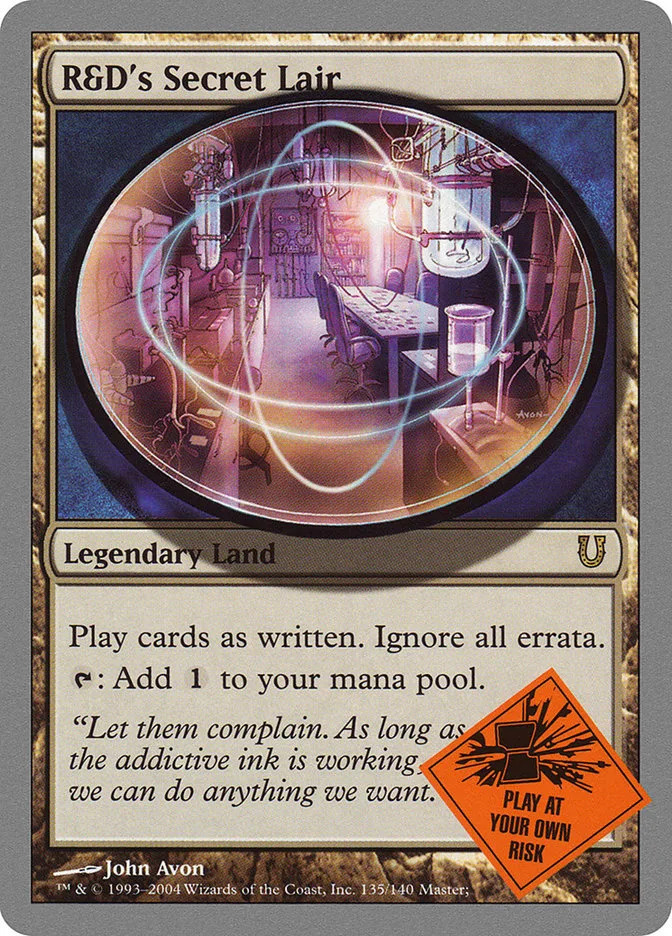 R&D's Secret Lair
AVON
Legendary Land
Play cards as written. Ignore all errata.
: Add 1 to your mana pool.
"Let them complain. As long as
the addictive ink is working,
we can do anything we want.
PLAY AT
YOUR OWN
RISK
John Avon
™ & © 1993–2004 Wizards of the Coast, Inc. 135/140 Master;